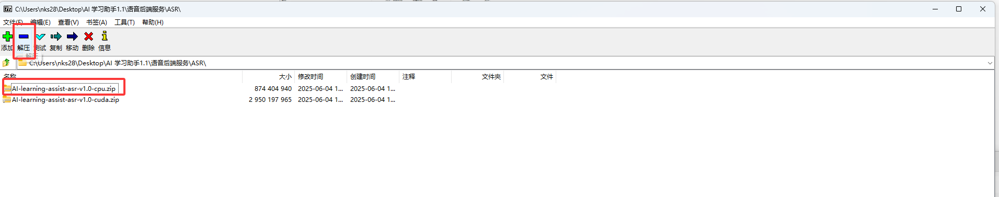 C:\Users\nks28\Desktop\AI 学习助手1.1\语音后端服务\ASR\
文件(F) 编辑(E) 查看(V) 书签(A) 工具(T) 帮助(H)
添加 解压 测试 复制 移动 删除 信息
解压
C:\Users\nks28\Desktop\AI 学习助手1.1\语音后端服务\ASR\
名称 大小 修改时间 创建时间 注释 文件夹 文件
AI-learning-assist-asr-v1.0-cpu.zip 874 404 940 2025-06-04 1... 2025-06-04 1...
AI-learning-assist-asr-v1.0-cuda.zip 2 950 197 965 2025-06-04 1... 2025-06-04 1...